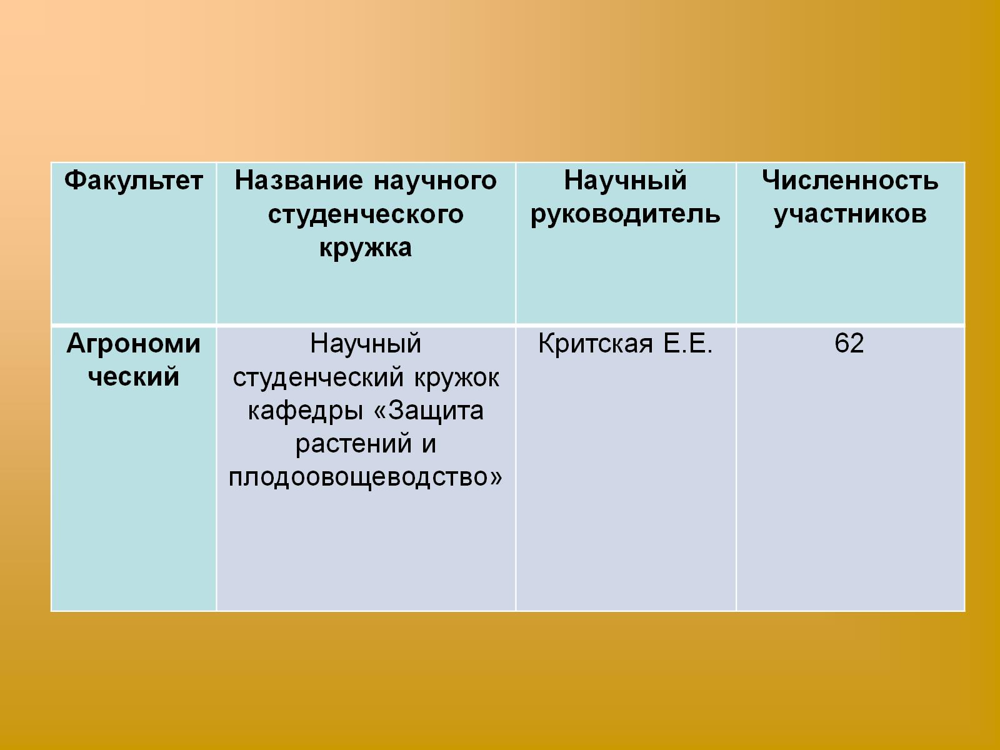 Факультет
Название научного
студенческого
кружка
Научный
руководитель
Численность
участников
Агрономи
ческий
Научный
студенческий кружок
кафедры «Защита
растений и
плодоовощеводство»
Критская Е.Е.
62